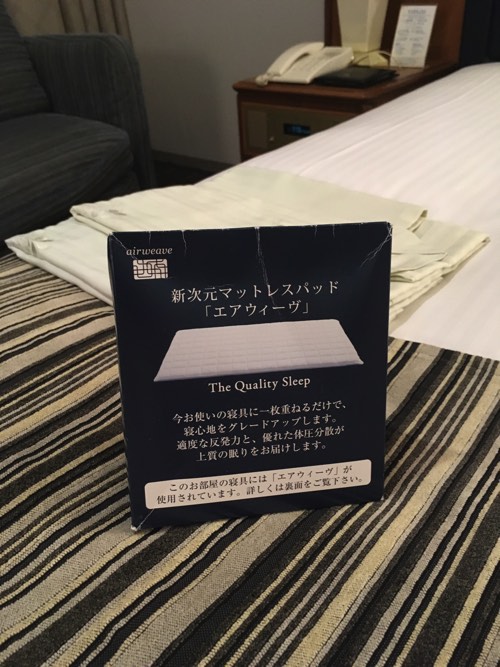 airweave
新次元マットレスパッド
「エアウィーヴ」
The Quality Sleep
今お使いの寝具に一枚重ねるだけで、
寝心地をグレードアップします。
適度な反発力と、優れた体圧分散が
上質の眠りをお届けします。
このお部屋の寝具には「エアウィーヴ」が
使用されています。詳しくは裏面をご覧下さい。